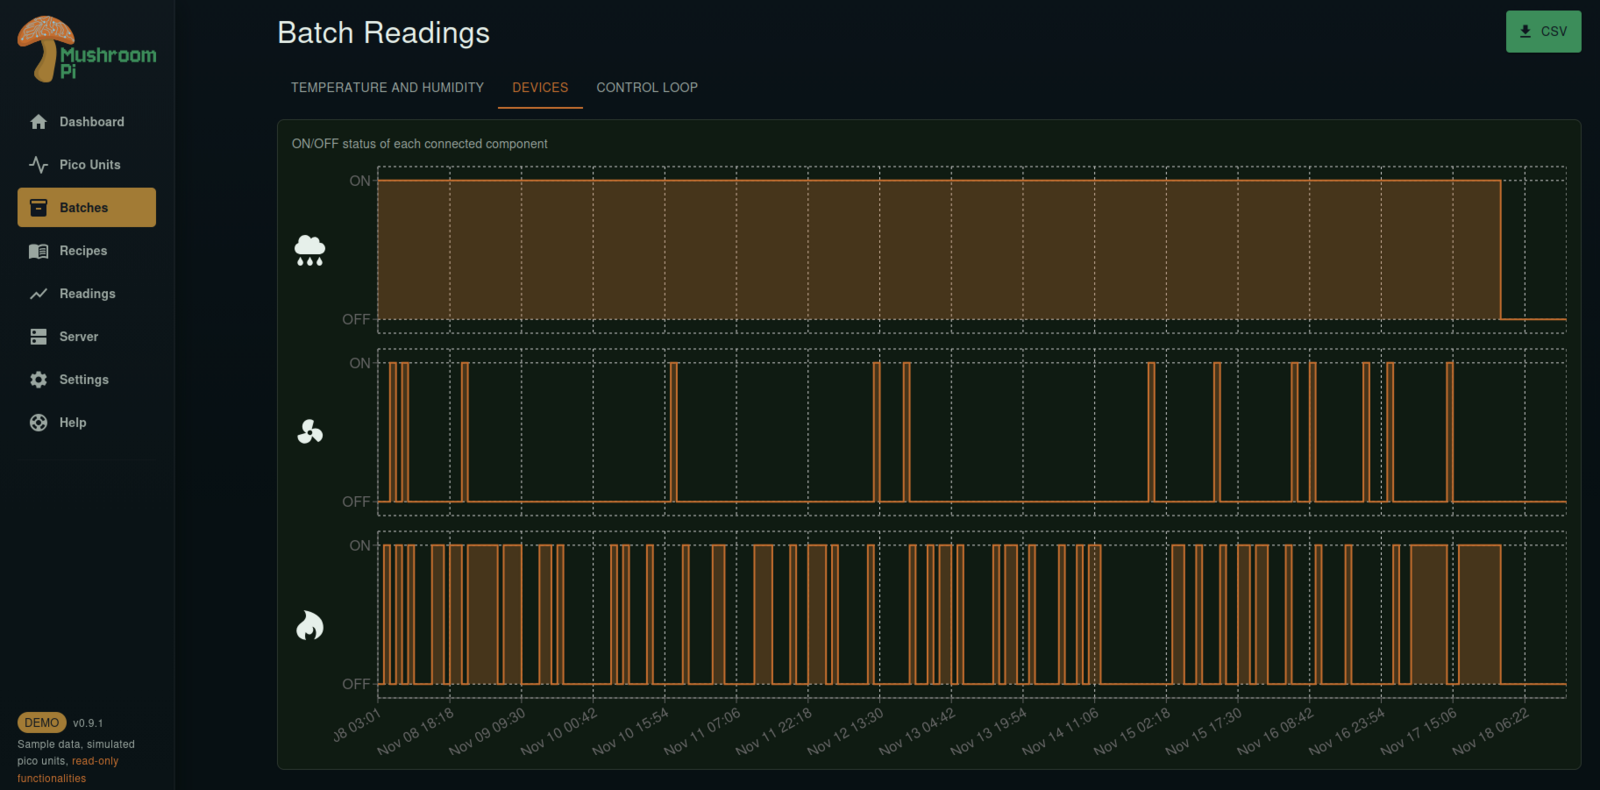 Mushroom
Pi
Dashboard
Pico Units
Batches
Recipes
Readings
Server
Settings
Help
DEMO v0.9.1
Sample data, simulated
pico units, read-only
functionalities
Batch Readings
CSV
TEMPERATURE AND HUMIDITY DEVICES CONTROL LOOP
ON/OFF status of each connected component
ON
OFF
ON
OFF
ON
OFF
08 03:01 Nov 08 18:18 Nov 09 09:30 Nov 10 00:42 Nov 10 15:54 Nov 11 07:06 Nov 11 22:18 Nov 12 13:30 Nov 13 04:42 Nov 13 19:54 Nov 14 11:06 Nov 15 02:18 Nov 15 17:30 Nov 16 08:42 Nov 16 23:54 Nov 17 15:06 Nov 18 06:22